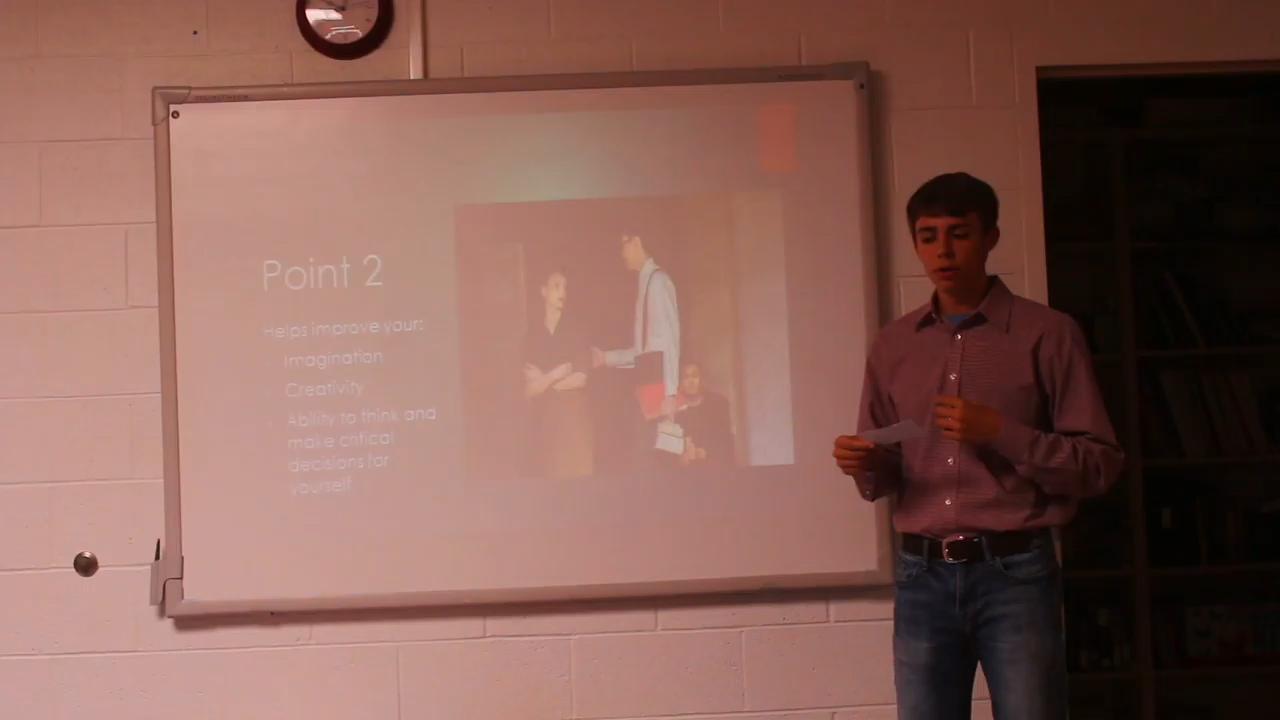 Point 2
Helps improve your:
Imagination
Creativity
Ability to think and
make critical
decisions for
yourself